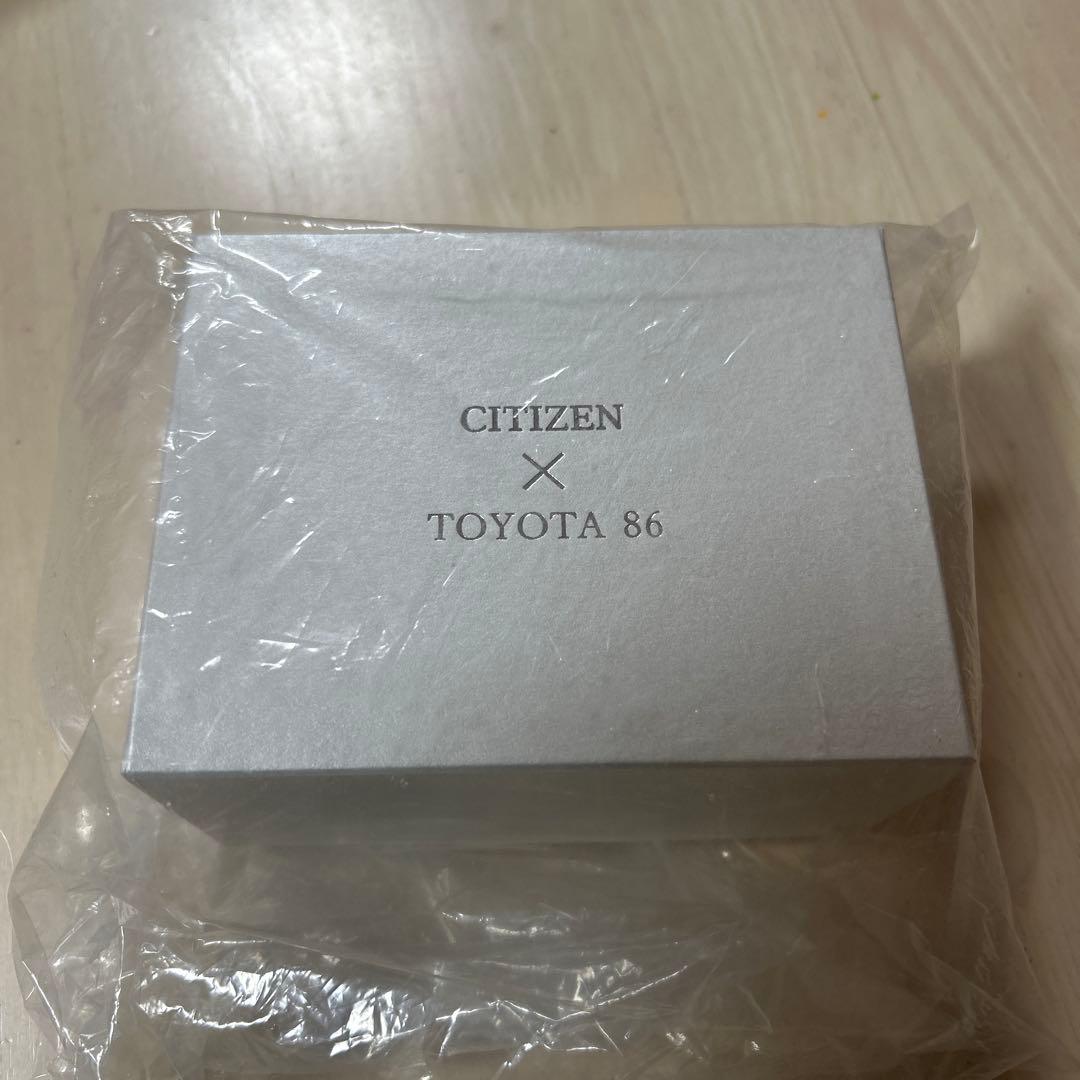 CITIZEN
×
TOYOTA 86